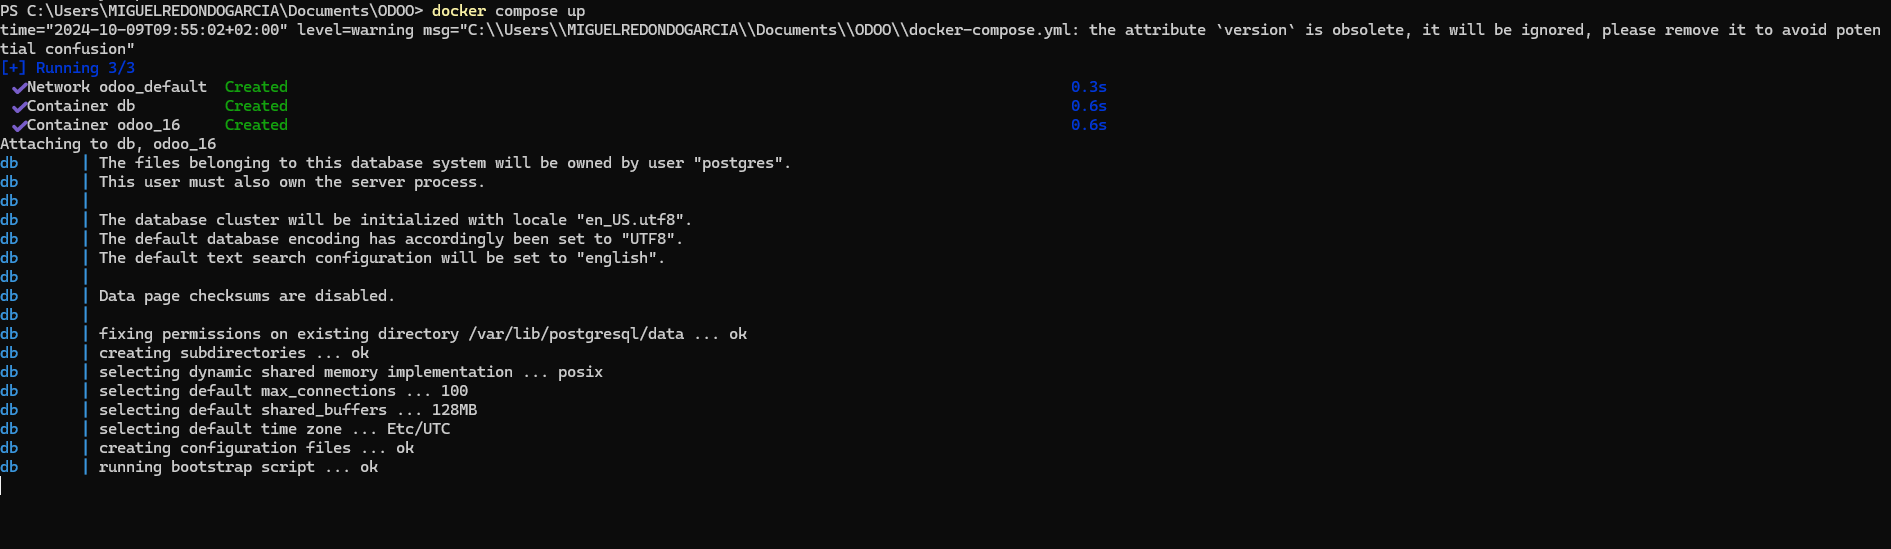 PS C:\Users\MIGUELREDONDOGARCIA\Documents\ODOO> docker compose up
time="2024-10-09T09:55:02+02:00" level=warning msg="C:\\Users\\MIGUELREDONDOGARCIA\\Documents\\ODOO\\docker-compose.yml: the attribute `version` is obsolete, it will be ignored, please remove it to avoid poten
tial confusion"
[+] Running 3/3
✔Network odoo_default  Created 0.3s
✔Container db          Created 0.6s
✔Container odoo_16     Created 0.6s
Attaching to db, odoo_16
db       | The files belonging to this database system will be owned by user "postgres".
db       | This user must also own the server process.
db       |
db       | The database cluster will be initialized with locale "en_US.utf8".
db       | The default database encoding has accordingly been set to "UTF8".
db       | The default text search configuration will be set to "english".
db       |
db       | Data page checksums are disabled.
db       |
db       | fixing permissions on existing directory /var/lib/postgresql/data ... ok
db       | creating subdirectories ... ok
db       | selecting dynamic shared memory implementation ... posix
db       | selecting default max_connections ... 100
db       | selecting default shared_buffers ... 128MB
db       | selecting default time zone ... Etc/UTC
db       | creating configuration files ... ok
db       | running bootstrap script ... ok